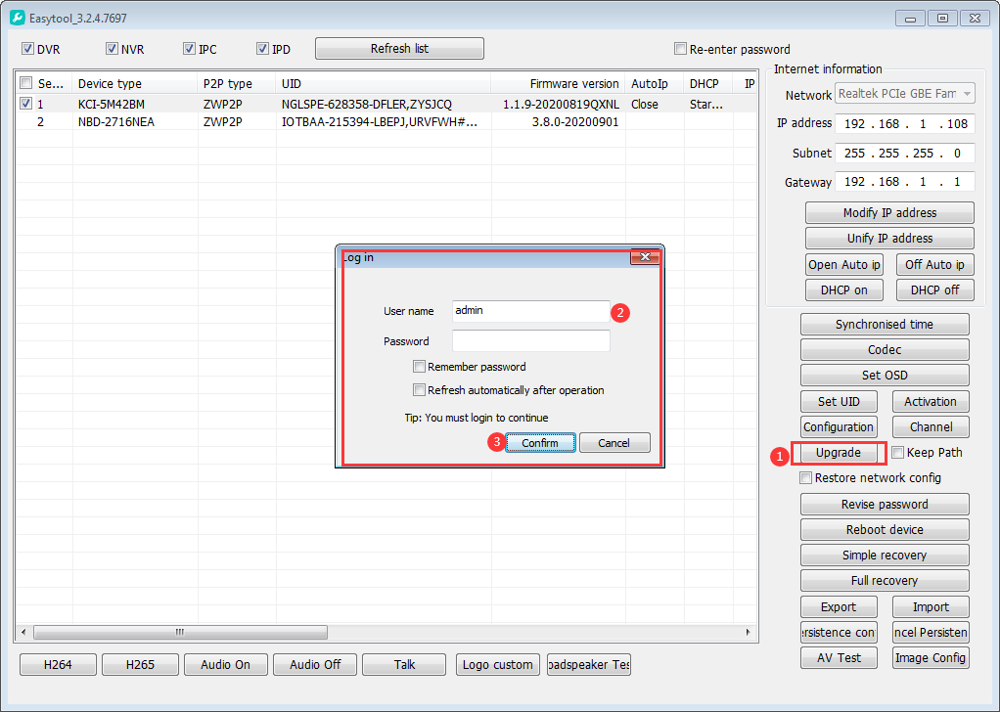 Easytool_3.2.4.7697
DVR NVR IPC IPD Refresh list Re-enter password
Se... Device type P2P type UID Firmware version AutoIp DHCP IP
1 KCI-5M42BM ZWP2P NGLSPE-628358-DFLER,ZYSJCQ 1.1.9-20200819QXNL Close Star...
2 NBD-2716NEA ZWP2P IOTBAA-215394-LBEPJ,URVFWH#... 3.8.0-20200901
Internet information
Network Realtek PCIe GBE Fam
IP address 192 . 168 . 1 . 108
Subnet 255 . 255 . 255 . 0
Gateway 192 . 168 . 1 . 1
Modify IP address
Unify IP address
Open Auto ip Off Auto ip
DHCP on DHCP off
Log in
User name admin 2
Password
Remember password
Refresh automatically after operation
Tip: You must login to continue
3 Confirm Cancel
Synchronised time
Codec
Set OSD
Set UID Activation
Configuration Channel
1 Upgrade Keep Path
Restore network config
Revise password
Reboot device
Simple recovery
Full recovery
Export Import
ersistence con ncel Persisten
AV Test Image Config
H264 H265 Audio On Audio Off Talk Logo custom oadspeaker Tes